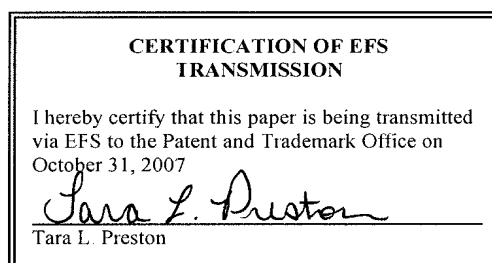 CERTIFICATION OF EFS
TRANSMISSION
I hereby certify that this paper is being transmitted
via EFS to the Patent and Trademark Office on
October 31, 2007
Tara L. Preston
Tara L. Preston